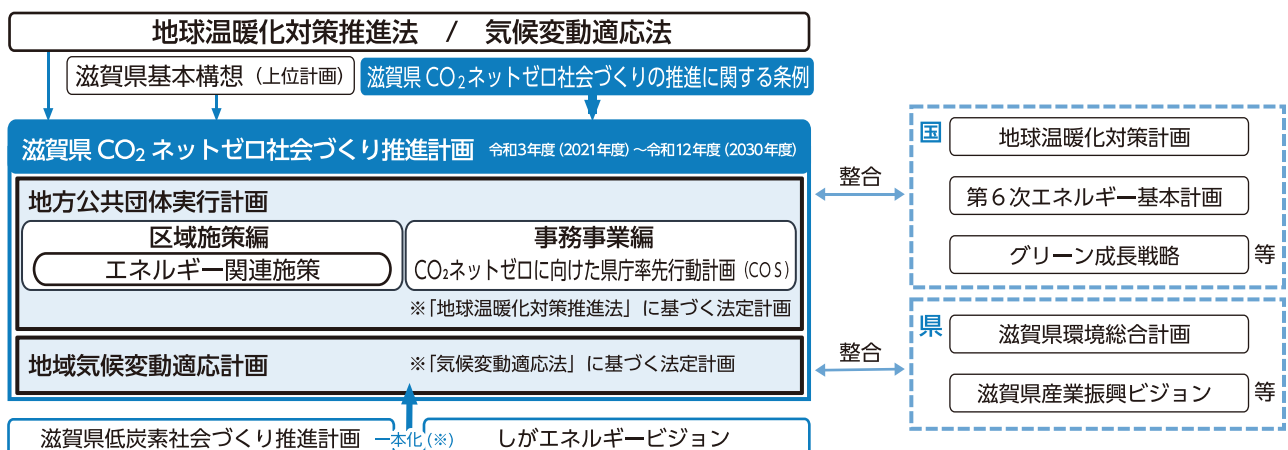 地球温暖化対策推進法 / 気候変動適応法
滋賀県基本構想（上位計画）
滋賀県 CO₂ネットゼロ社会づくりの推進に関する条例
滋賀県 CO₂ ネットゼロ社会づくり推進計画 令和3年度(2021年度)～令和12年度(2030年度)
地方公共団体実行計画
区域施策編
エネルギー関連施策
事務事業編
CO₂ネットゼロに向けた県庁率先行動計画（COS）
※「地球温暖化対策推進法」に基づく法定計画
地域気候変動適応計画
※「気候変動適応法」に基づく法定計画
滋賀県低炭素社会づくり推進計画
一本化(※)
しがエネルギービジョン
整合
国
地球温暖化対策計画
第６次エネルギー基本計画
グリーン成長戦略
等
整合
県
滋賀県環境総合計画
滋賀県産業振興ビジョン
等